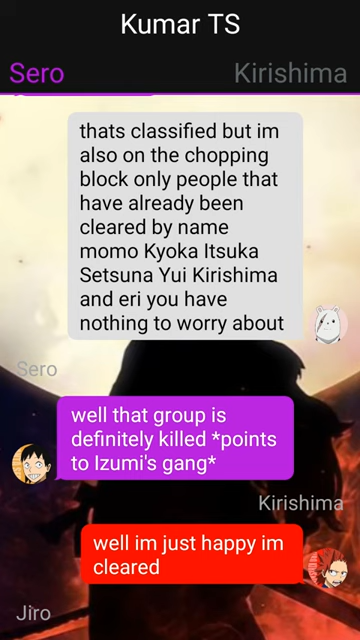 Kumar TS
Sero
Kirishima
thats classified but im
also on the chopping
block only people that
have already been
cleared by name
momo Kyoka Itsuka
Setsuna Yui Kirishima
and eri you have
nothing to worry about
Sero
well that group is
definitely killed *points
to Izumi's gang*
Kirishima
well im just happy im
cleared
Jiro